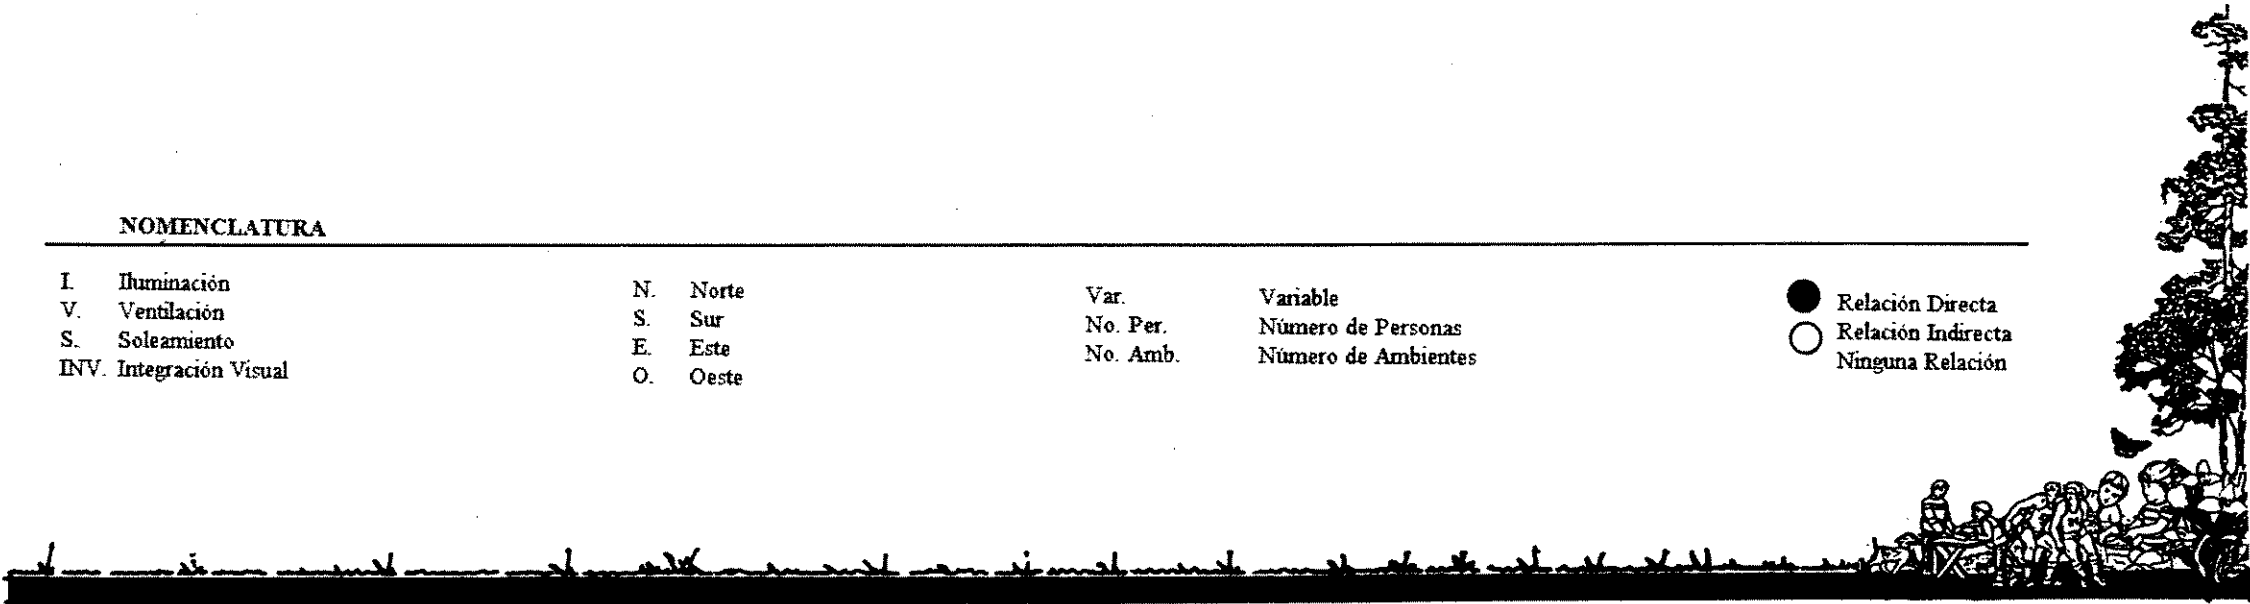 NOMENCLATURA
I. Iluminación
V. Ventilación
S. Soleamiento
INV. Integración Visual
N. Norte
S. Sur
E. Este
O. Oeste
Var. Variable
No. Per. Número de Personas
No. Amb. Número de Ambientes
Relación Directa
Relación Indirecta
Ninguna Relación